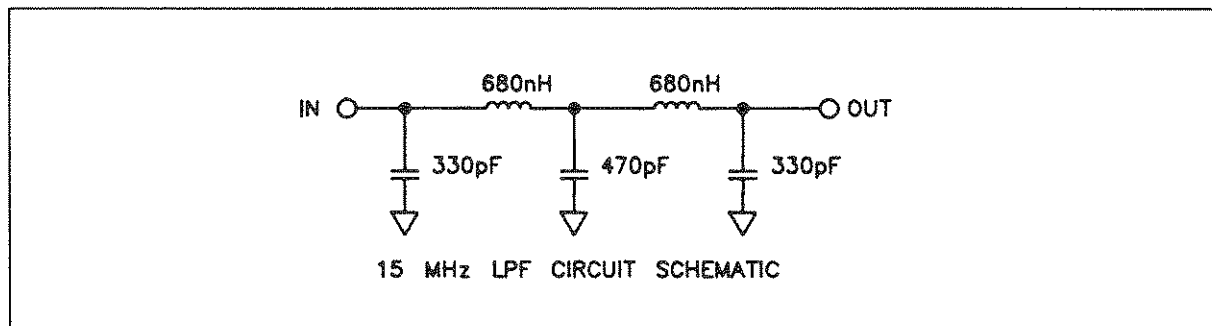 680nH 680nH
IN OUT
330pF 470pF 330pF
15 MHz LPF CIRCUIT SCHEMATIC